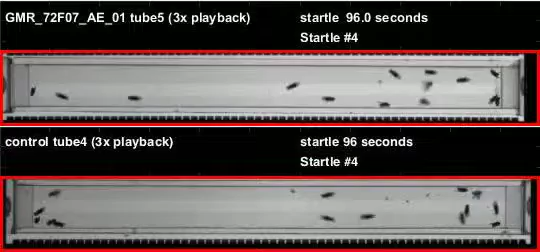 GMR_72F07_AE_01 tube5 (3x playback)
startle  96.0 seconds
Startle #4
control tube4 (3x playback)
startle 96 seconds
Startle #4